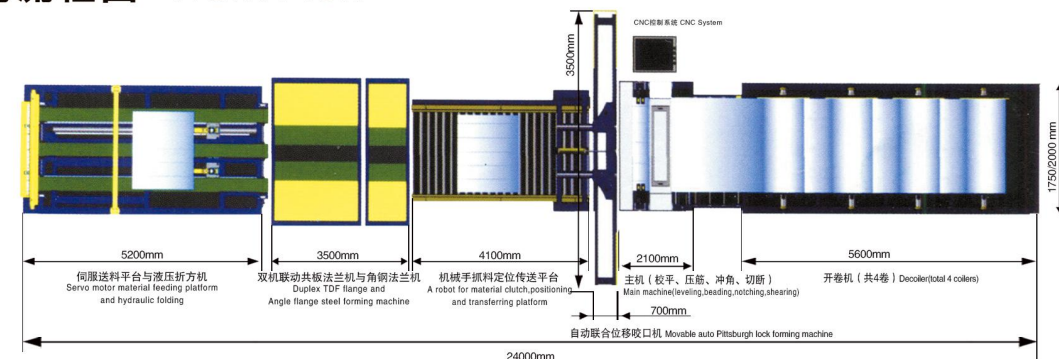 CNC控制系统 CNC System
3500mm
1750/2000 mm
5200mm
3500mm
4100mm
2100mm
5600mm
伺服送料平台与液压折方机
Servo motor material feeding platform
and hydraulic folding
双机联动共板法兰机与角钢法兰机
Duplex TDF flange and
Angle flange steel forming machine
机械手抓料定位传送平台
A robot for material clutch,positioning
and transferring platform
主机（校平、压筋、冲角、切断）
Main machine(leveling,beading,notching,shearing)
开卷机（共4卷）Decoiler(total 4 coilers)
700mm
自动联合位移咬口机 Movable auto Pittsburgh lock forming machine
24000mm